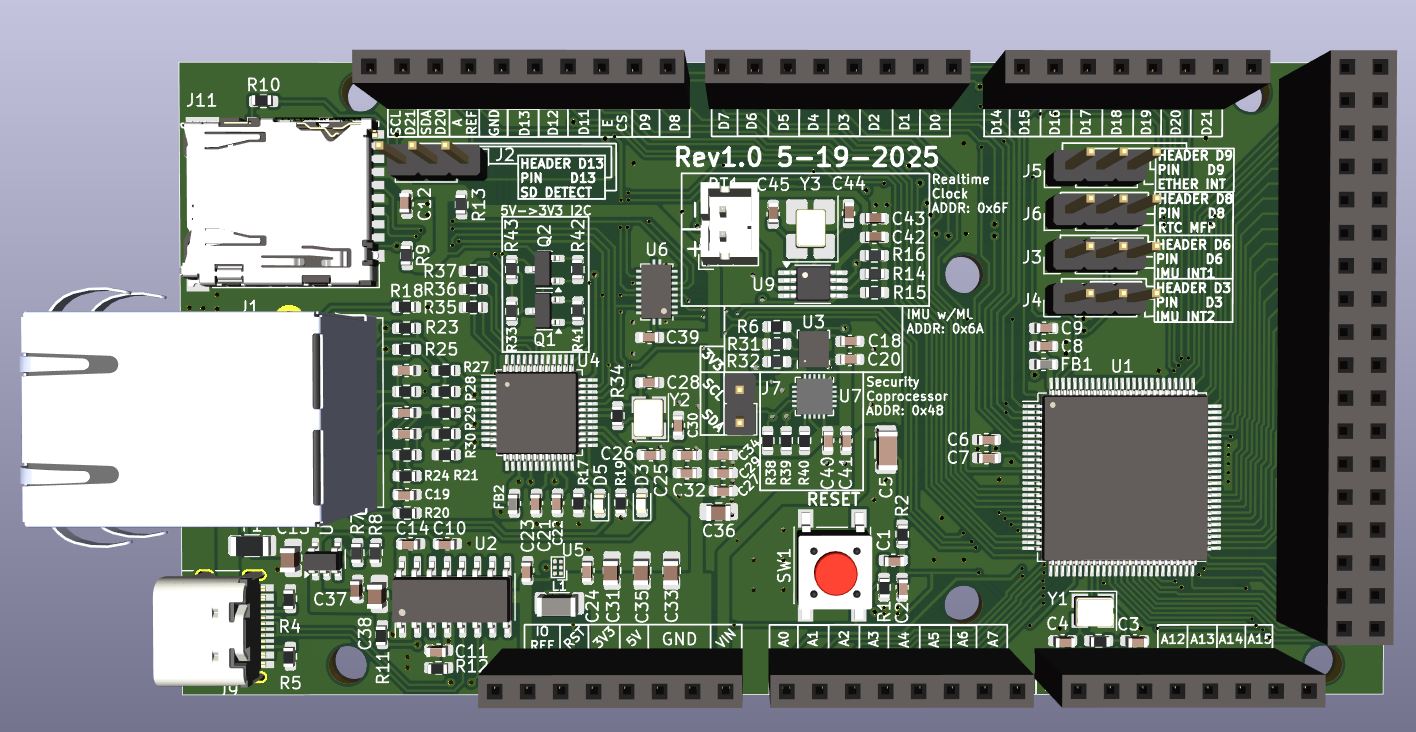 R10
J11
SCL
D21
SDA
D20
A
REF
GND
D13
D12
D11
E
CS
D9
D8
D7
D6
D5
D4
D3
D2
D1
D0
D14
D15
D16
D17
D18
D19
D20
D21
J2
HEADER D13
PIN D13
SD DETECT
Rev1.0 5-19-2025
C45
Y3
C44
Realtime
Clock
ADDR: 0x6F
J5
HEADER D9
PIN D9
ETHER INT
J6
HEADER D8
PIN D8
RTC MFP
J3
HEADER D6
PIN D6
IMU INT1
J4
HEADER D3
PIN D3
IMU INT2
C12
R13
5V->3V3 I2C
R43
Q2
R42
C43
C42
R16
R14
R15
R9
R37
R36
R35
U6
U9
+
J1
R18
R23
R25
R33
Q1
R41
C39
R6
R31
R32
U3
C18
C20
IMU w/ML
ADDR: 0x6A
C9
C8
FB1
U1
R27
R28
R29
R30
U4
R34
C28
Y2
C30
3V3
SCL
SDA
J7
U7
Security
Coprocessor
ADDR: 0x48
C6
C7
R24
R21
C19
R20
FB2
C23
C21
C22
R17
D5
R19
D3
C26
C25
C32
C34
C29
C27
C36
R38
R39
R40
C40
C41
C5
RESET
R2
SW1
C1
R7
R8
C14
C10
U2
U5
C37
C38
C24
C31
C35
C33
R4
R5
R11
C11
R12
IO
REF
RST
3V3
5V
GND
VIN
A0
A1
A2
A3
A4
A5
A6
A7
Y1
C4
C3
A12
A13
A14
A15